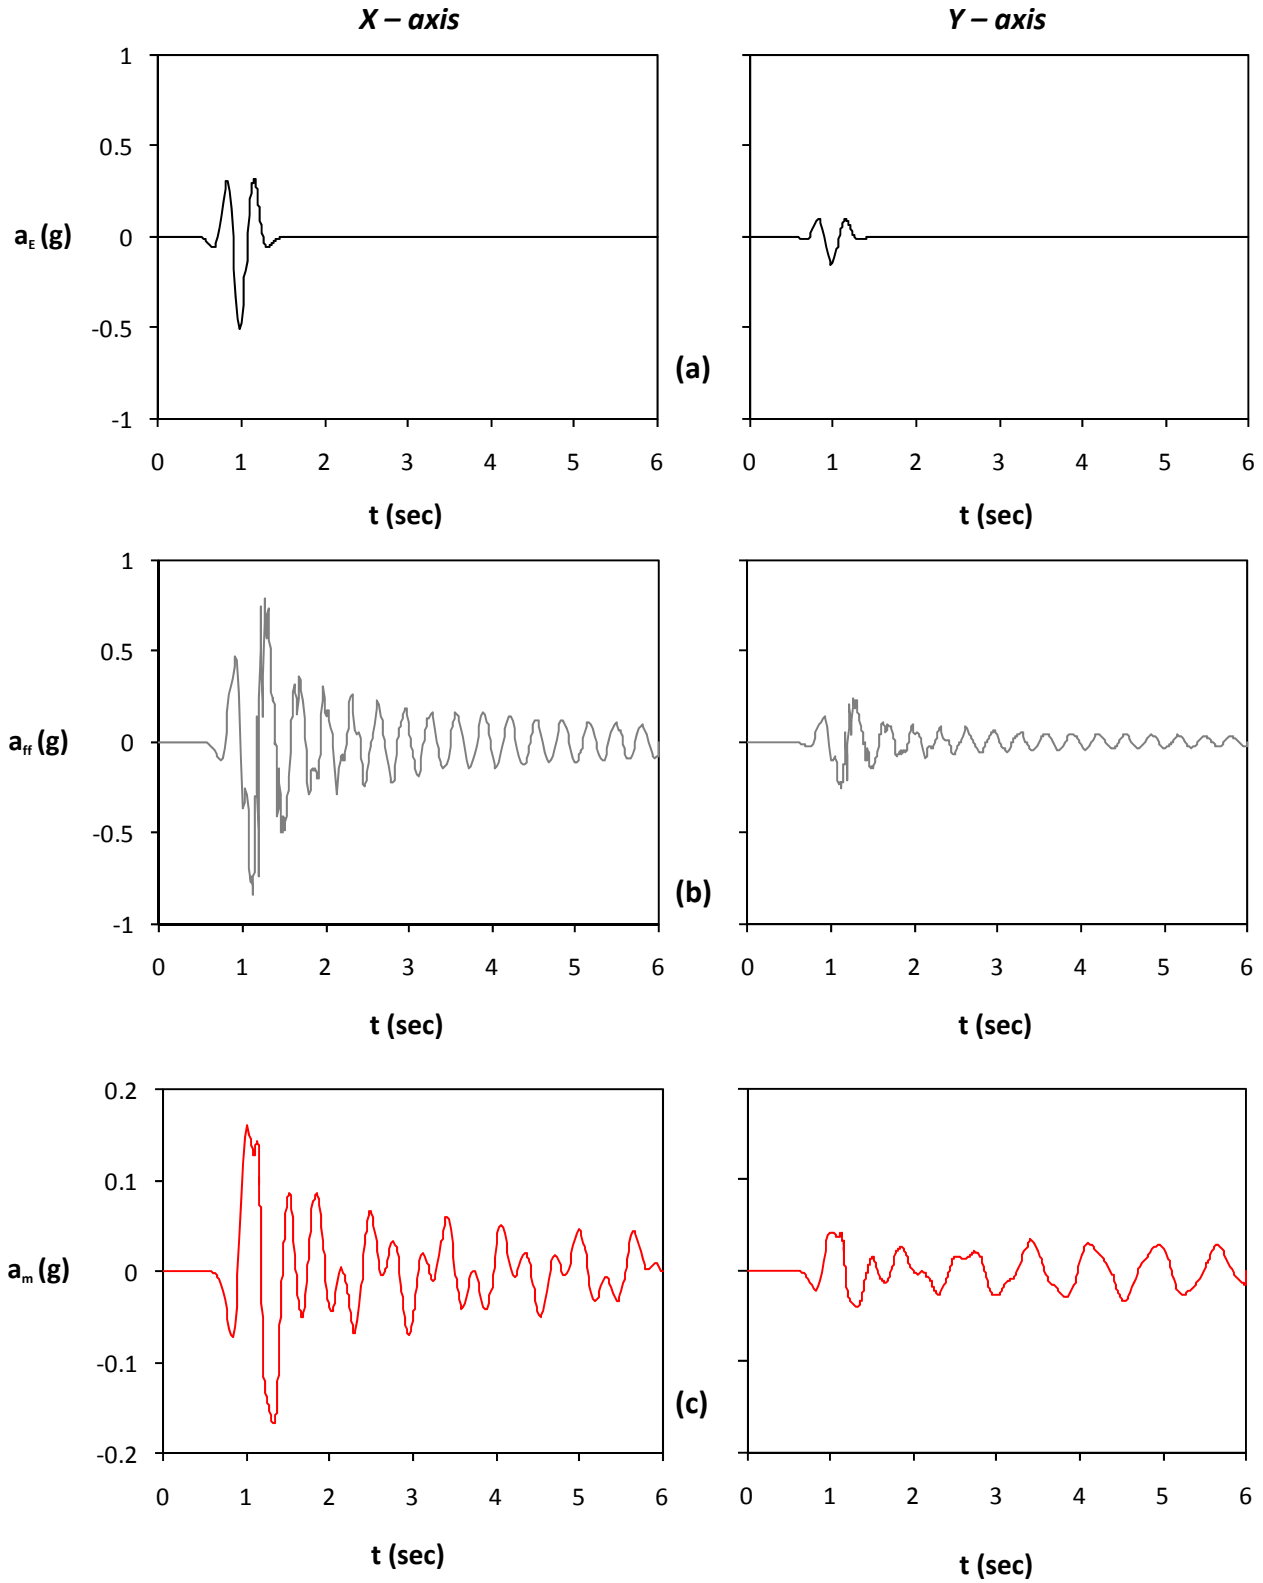 X – axis Y – axis
1
0.5
aE (g) 0
-0.5
(a)
-1
0 1 2 3 4 5 6 0 1 2 3 4 5 6
t (sec) t (sec)
1
0.5
aff (g) 0
-0.5
(b)
-1
0 1 2 3 4 5 6 0 1 2 3 4 5 6
t (sec) t (sec)
0.2
0.1
am (g) 0
-0.1
(c)
-0.2
0 1 2 3 4 5 6 0 1 2 3 4 5 6
t (sec) t (sec)